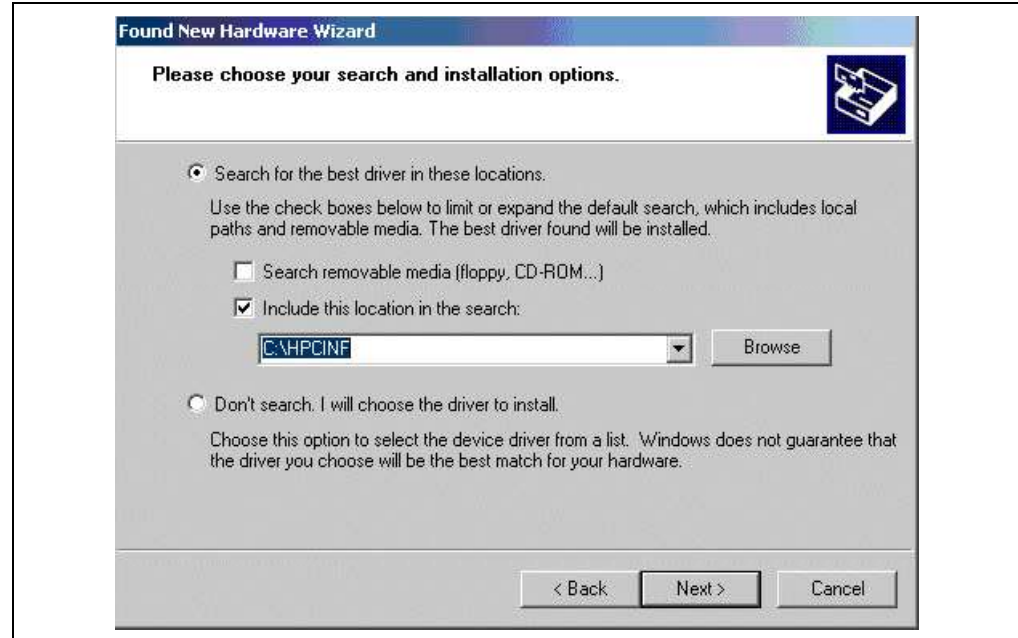 Found New Hardware Wizard
Please choose your search and installation options.
Search for the best driver in these locations.
Use the check boxes below to limit or expand the default search, which includes local
paths and removable media. The best driver found will be installed.
Search removable media (floppy, CD-ROM...)
Include this location in the search:
C:\HPCINF
Browse
Don't search. I will choose the driver to install.
Choose this option to select the device driver from a list. Windows does not guarantee that
the driver you choose will be the best match for your hardware.
< Back
Next >
Cancel